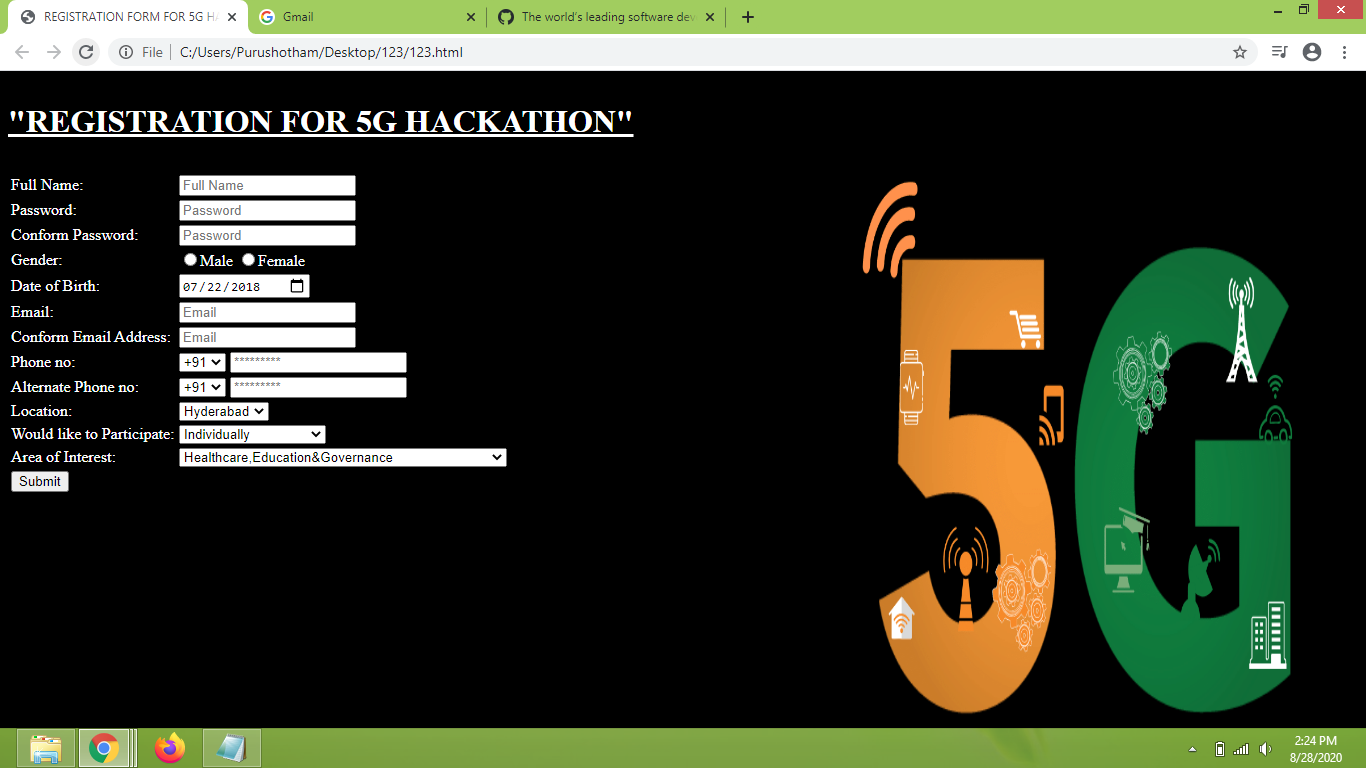 REGISTRATION FORM FOR 5G H
Gmail
The world's leading software dev
File C:/Users/Purushotham/Desktop/123/123.html
"REGISTRATION FOR 5G HACKATHON"
Full Name: Full Name
Password: Password
Conform Password: Password
Gender: Male Female
Date of Birth: 07/22/2018
Email: Email
Conform Email Address: Email
Phone no: +91 *********
Alternate Phone no: +91 *********
Location: Hyderabad
Would like to Participate: Individually
Area of Interest: Healthcare,Education&Governance
Submit
5G
2:24 PM
8/28/2020